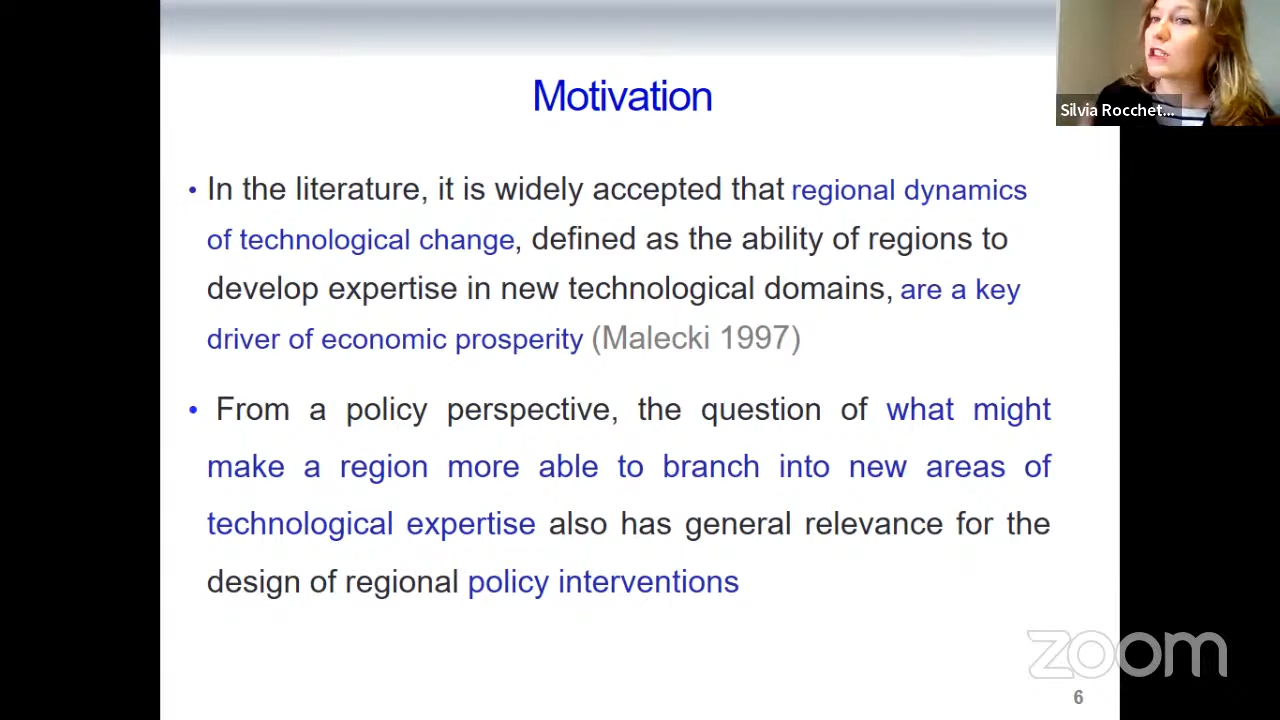 Motivation
Silvia Rocchet...
• In the literature, it is widely accepted that regional dynamics
of technological change, defined as the ability of regions to
develop expertise in new technological domains, are a key
driver of economic prosperity (Malecki 1997)
• From a policy perspective, the question of what might
make a region more able to branch into new areas of
technological expertise also has general relevance for the
design of regional policy interventions
zoom
6